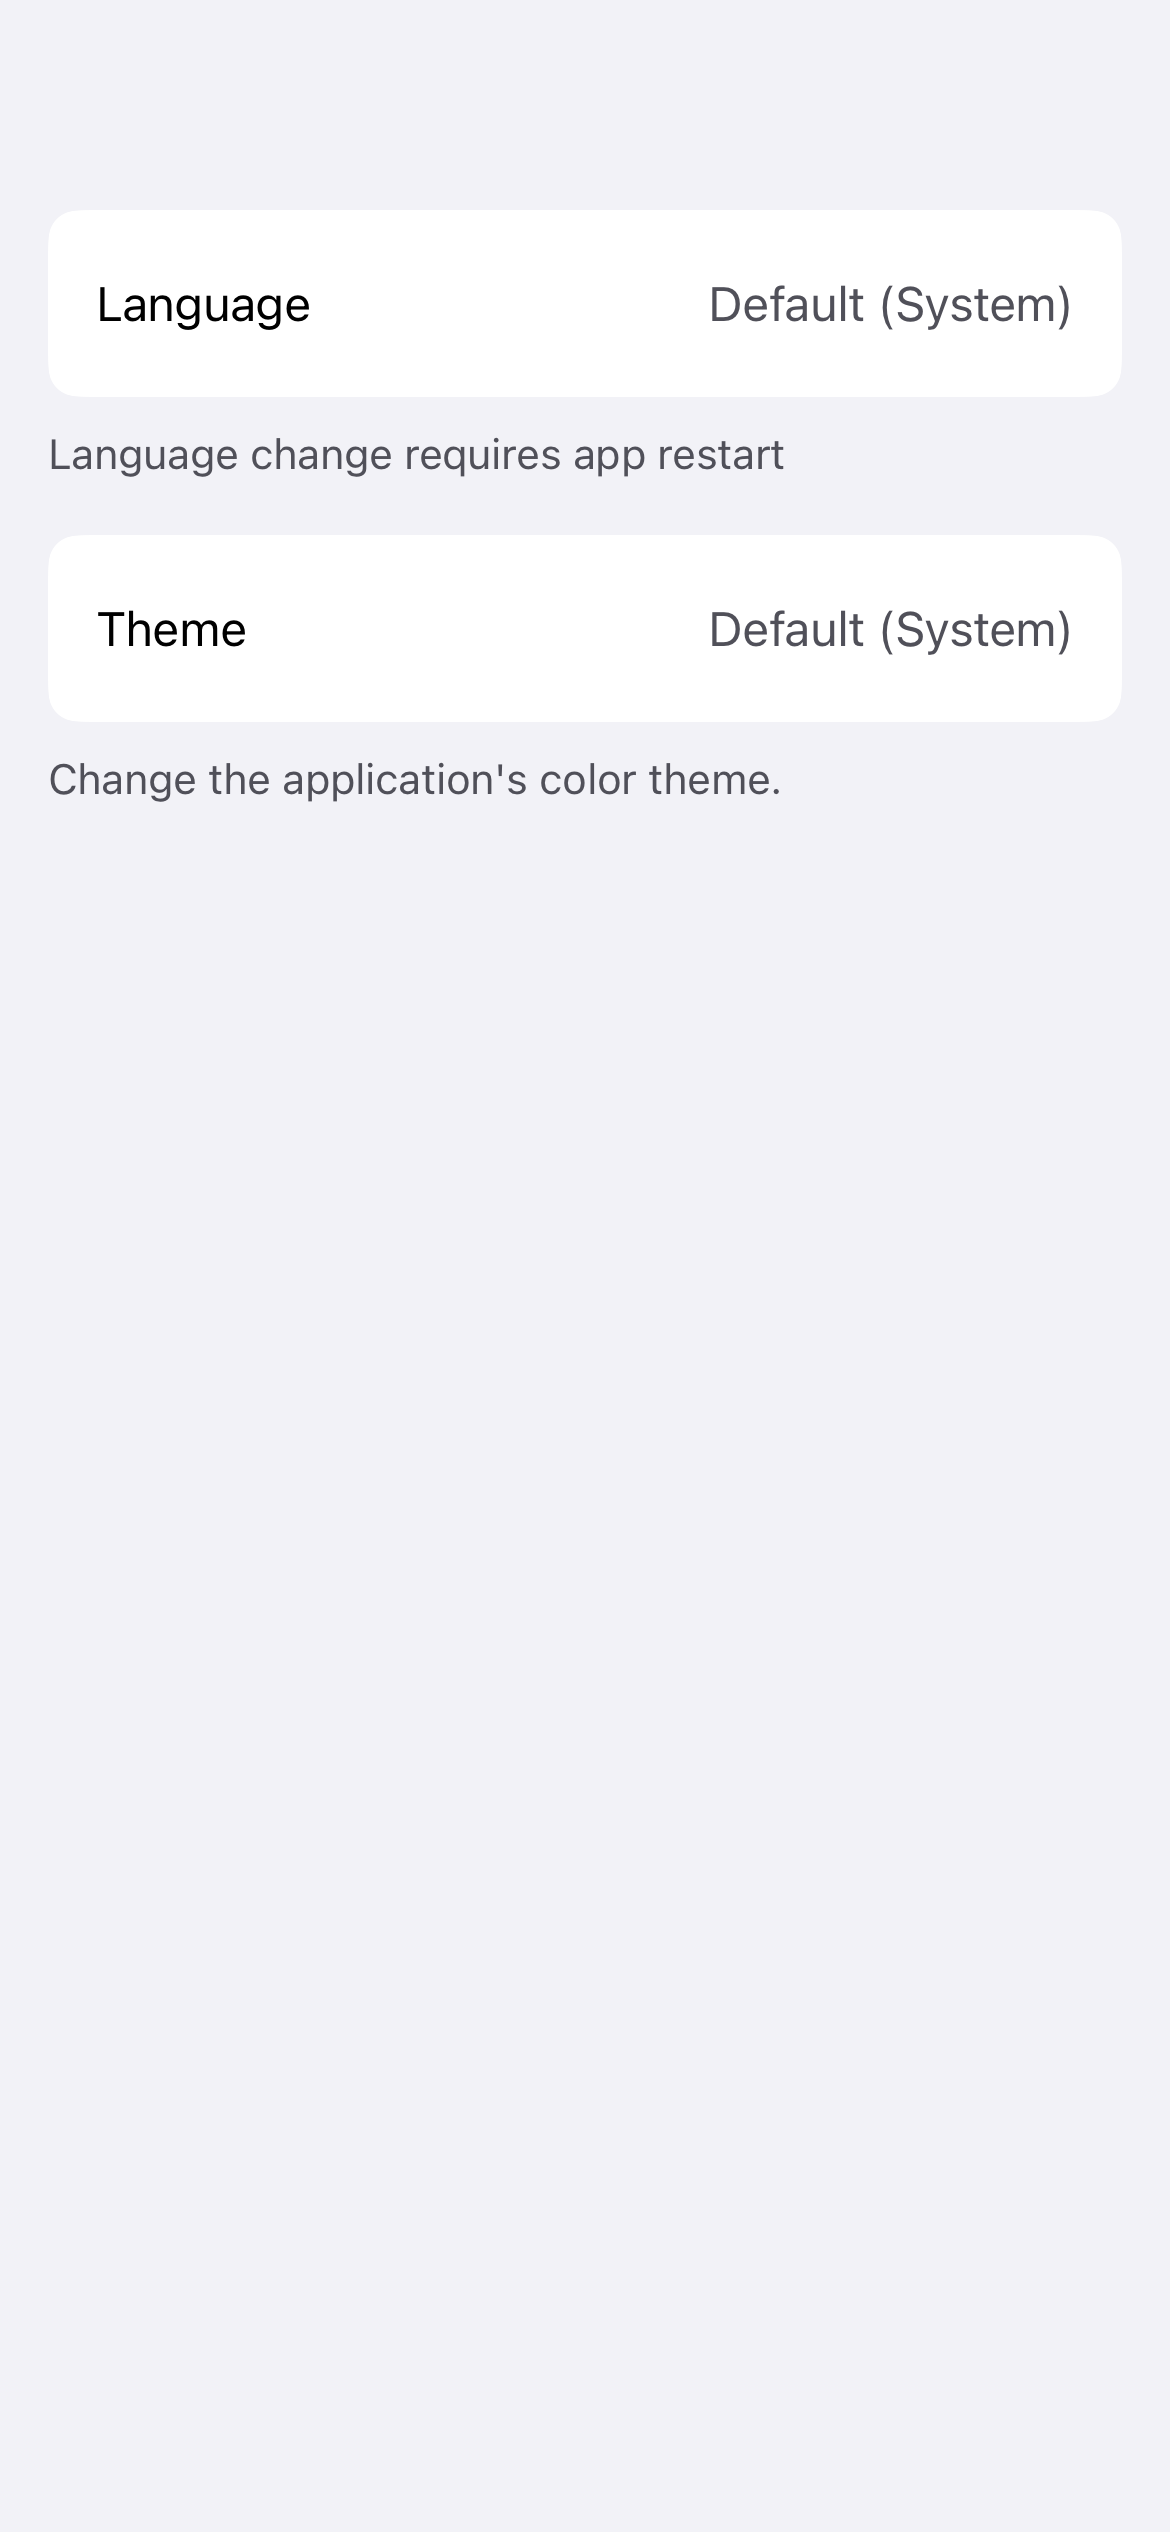 Language
Default (System)
Language change requires app restart
Theme
Default (System)
Change the application's color theme.